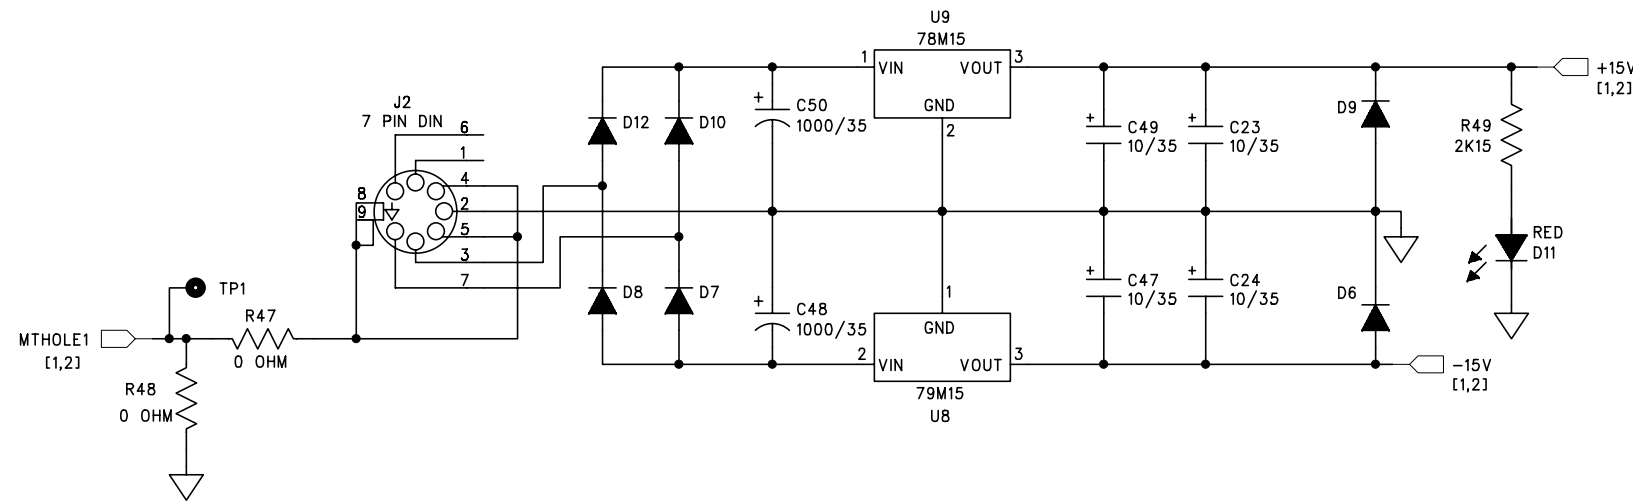 U9
78M15
1
VIN
VOUT
3
GND
2
+15V
[1,2]
J2
7 PIN DIN
6
1
4
2
5
3
7
8
9
D12
D10
+
C50
1000/35
+
C49
10/35
+
C23
10/35
D9
R49
2K15
RED
D11
TP1
MTHOLE1
[1,2]
R47
0 OHM
R48
0 OHM
D8
D7
+
C48
1000/35
1
GND
2
VIN
VOUT
3
79M15
U8
+
C47
10/35
+
C24
10/35
D6
-15V
[1,2]